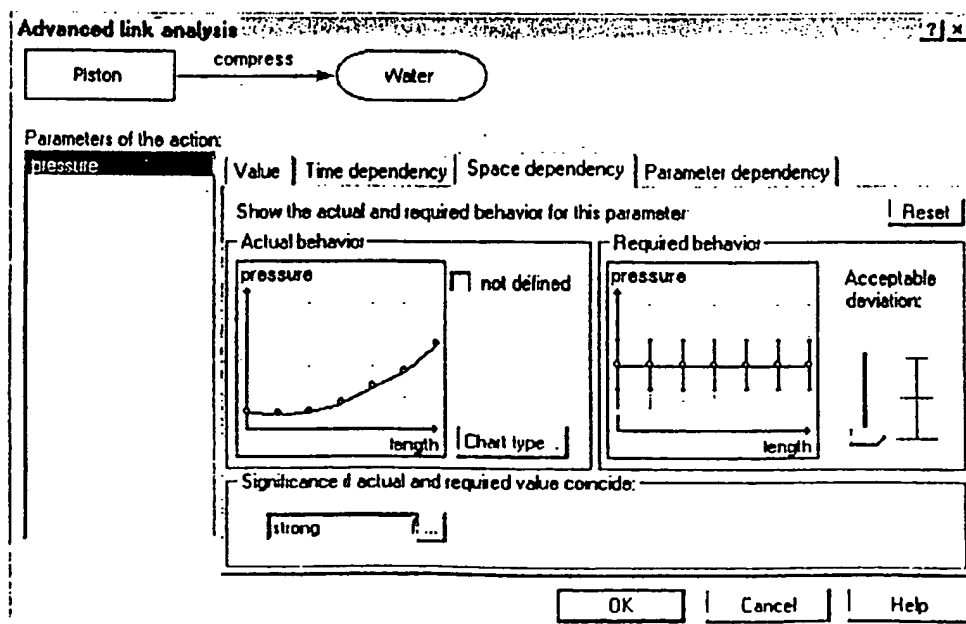 Advanced link analysis ? ×
Piston
compress
Water
Parameters of the action:
pressure
Value
Time dependency
Space dependency
Parameter dependency
Show the actual and required behavior for this parameter
Reset
Actual behavior
pressure
length
not defined
Chart type
Required behavior
pressure
length
Acceptable
deviation:
Significance if actual and required value coincide:
strong
...
OK
Cancel
Help